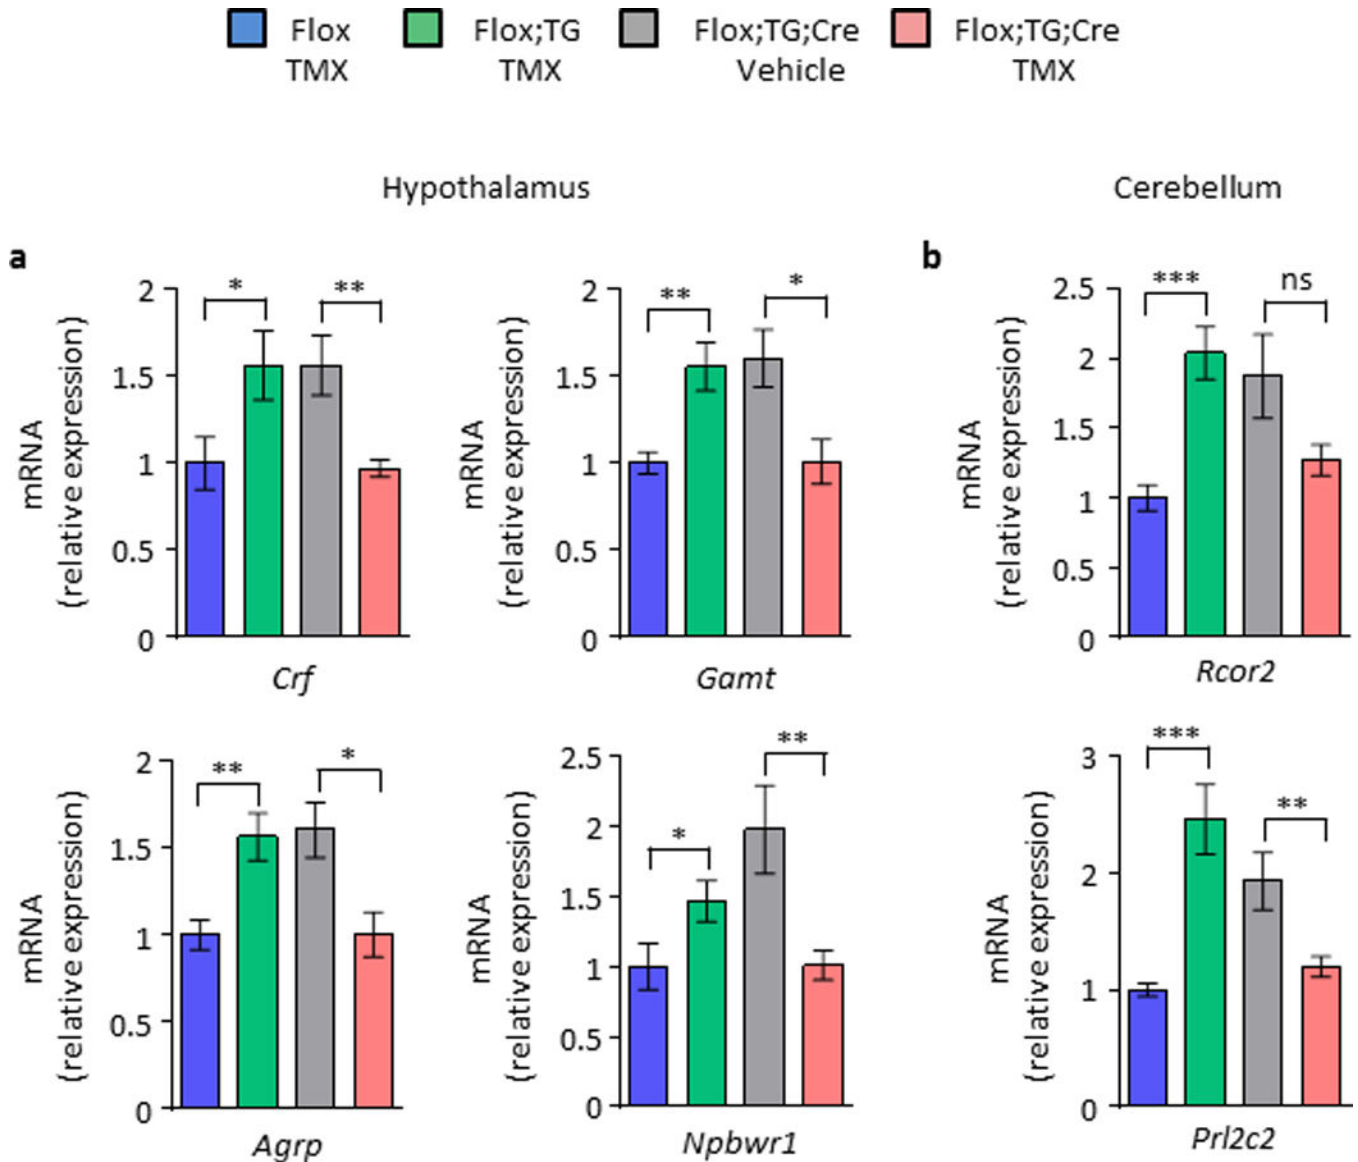 Flox Flox;TG Flox;TG;Cre Flox;TG;Cre
TMX TMX Vehicle TMX
Hypothalamus Cerebellum
a
mRNA
(relative expression)
2
1.5
1
0.5
0
* **
Crf
mRNA
(relative expression)
2
1.5
1
0.5
0
** *
Gamt
b
mRNA
(relative expression)
2.5
2
1.5
1
0.5
0
*** ns
Rcor2
mRNA
(relative expression)
2
1.5
1
0.5
0
** *
Agrp
mRNA
(relative expression)
2.5
2
1.5
1
0.5
0
* **
Npbwr1
mRNA
(relative expression)
3
2
1
0
*** **
Prl2c2